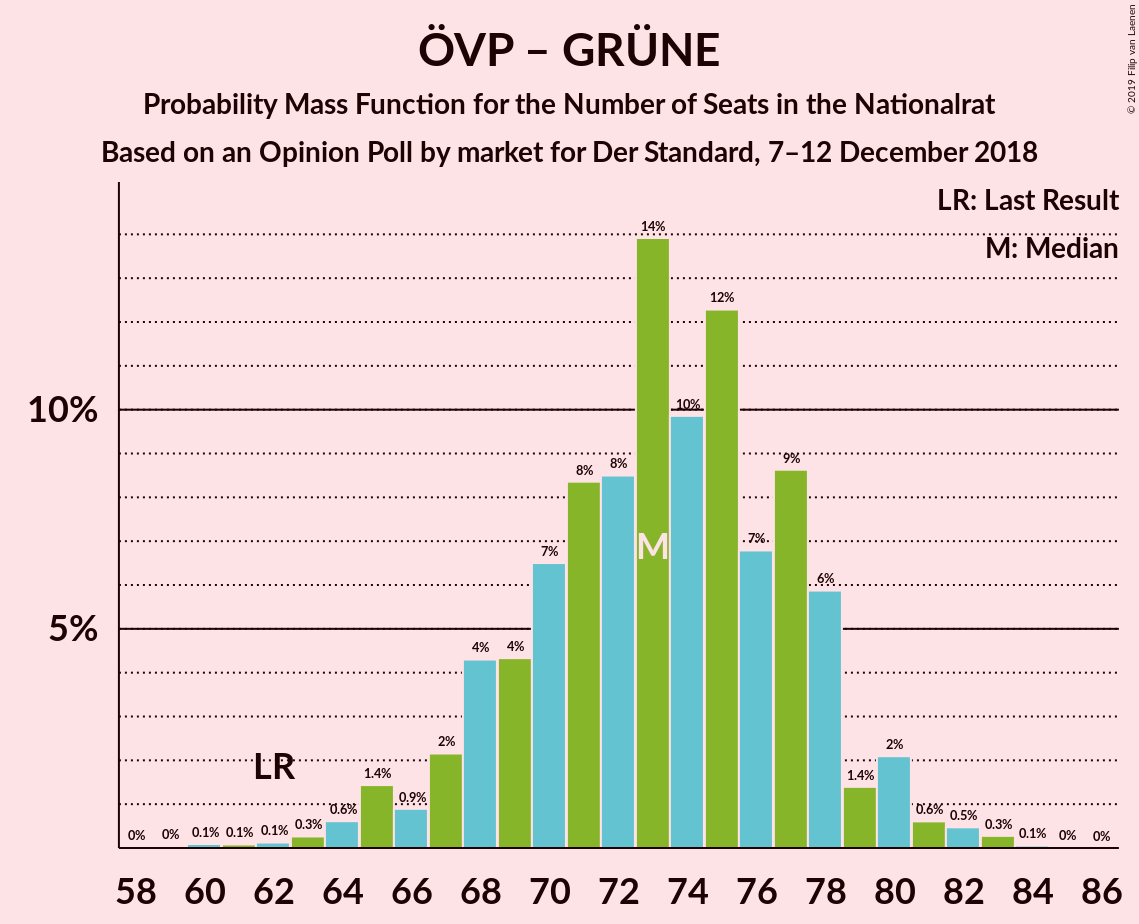 ÖVP – GRÜNE
Probability Mass Function for the Number of Seats in the Nationalrat
Based on an Opinion Poll by market for Der Standard, 7–12 December 2018
© 2019 Filip van Laenen
LR: Last Result
M: Median
14%
12%
10%
10%
9%
8%
8%
7%
7%
M
6%
5%
4%
4%
2%
2%
LR
1.4%
1.4%
0.9%
0.6%
0.6%
0.5%
0.3%
0.3%
0% 0% 0.1% 0.1% 0.1%
0.1% 0% 0%
58 60 62 64 66 68 70 72 74 76 78 80 82 84 86